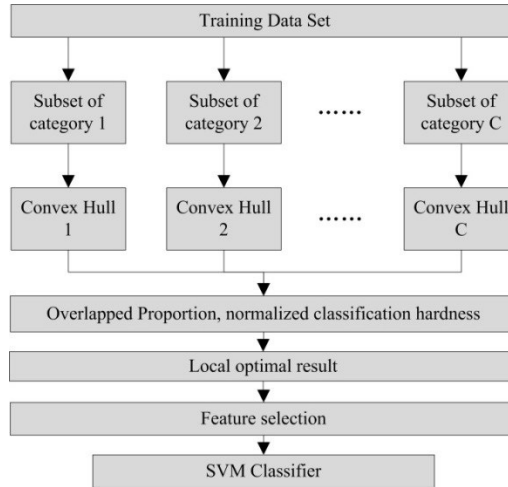 Training Data Set
Subset of category 1
Subset of category 2
......
Subset of category C
Convex Hull 1
Convex Hull 2
......
Convex Hull C
Overlapped Proportion, normalized classification hardness
Local optimal result
Feature selection
SVM Classifier